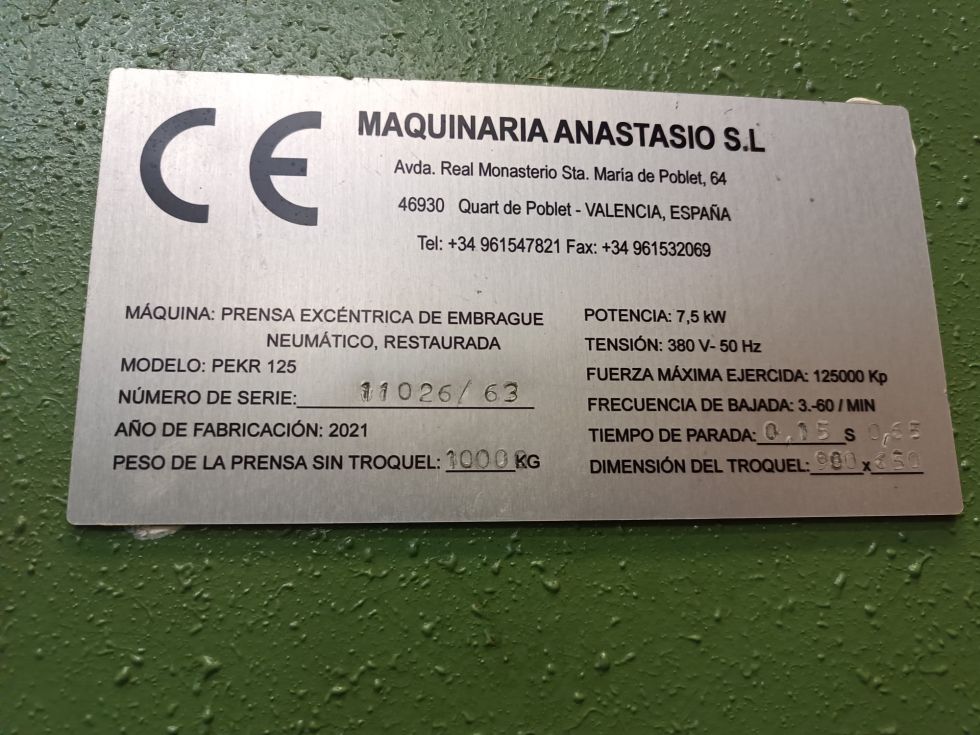 CE
MAQUINARIA ANASTASIO S.L
Avda. Real Monasterio Sta. María de Poblet, 64
46930 Quart de Poblet - VALENCIA, ESPAÑA
Tel: +34 961547821 Fax: +34 961532069
MÁQUINA: PRENSA EXCÉNTRICA DE EMBRAGUE
NEUMÁTICO, RESTAURADA
MODELO: PEKR 125
NÚMERO DE SERIE: 11026/63
AÑO DE FABRICACIÓN: 2021
PESO DE LA PRENSA SIN TROQUEL: KG
POTENCIA: 7,5 kW
TENSIÓN: 380 V- 50 Hz
FUERZA MÁXIMA EJERCIDA: 125000 Kp
FRECUENCIA DE BAJADA: 3.-60 / MIN
TIEMPO DE PARADA: 0,15 S
DIMENSIÓN DEL TROQUEL: x